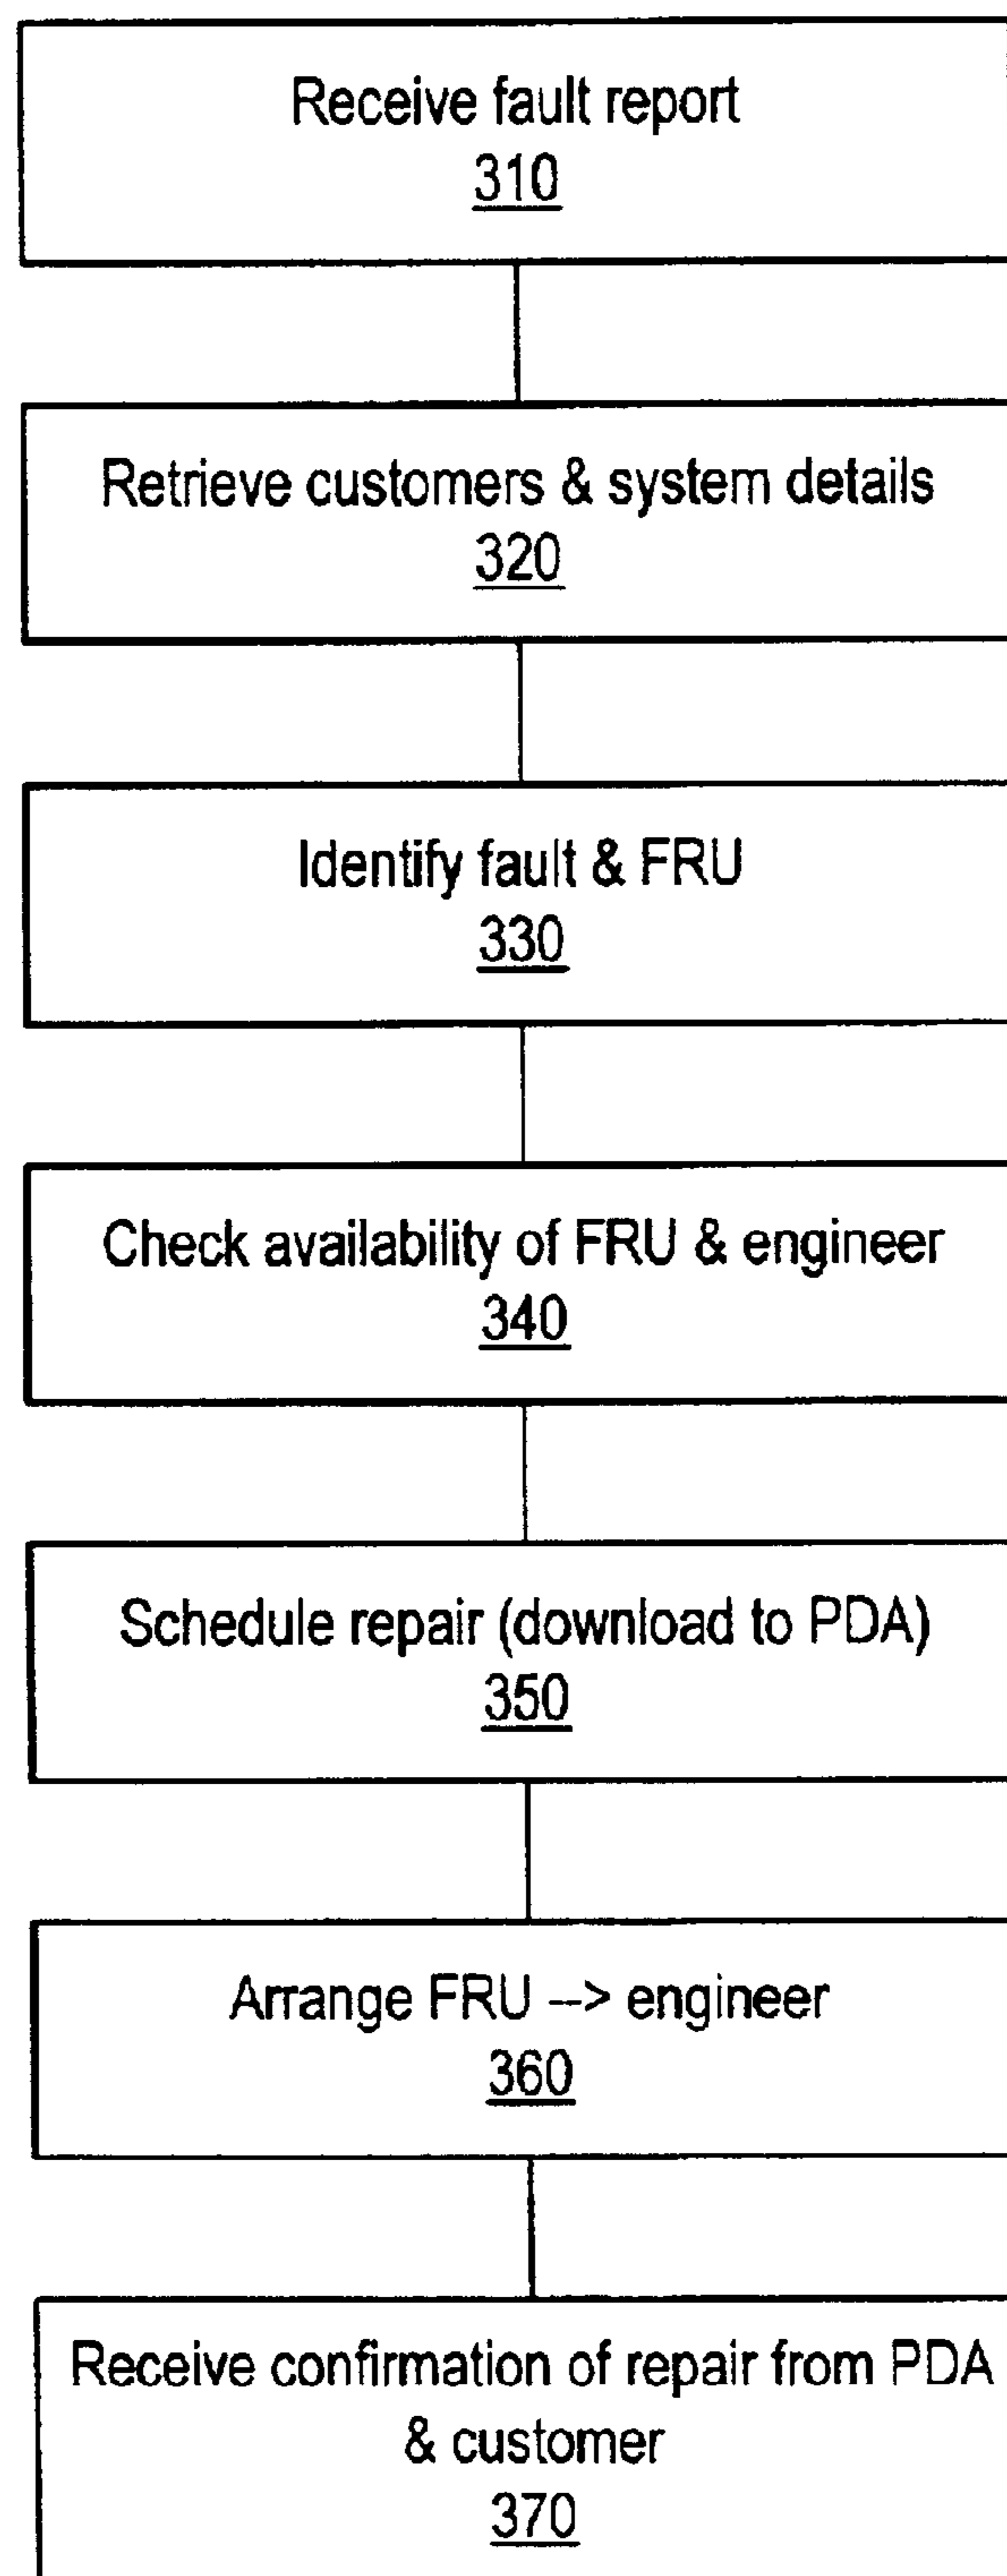 Receive fault report
310
Retrieve customers & system details
320
Identify fault & FRU
330
Check availability of FRU & engineer
340
Schedule repair (download to PDA)
350
Arrange FRU --> engineer
360
Receive confirmation of repair from PDA
& customer
370